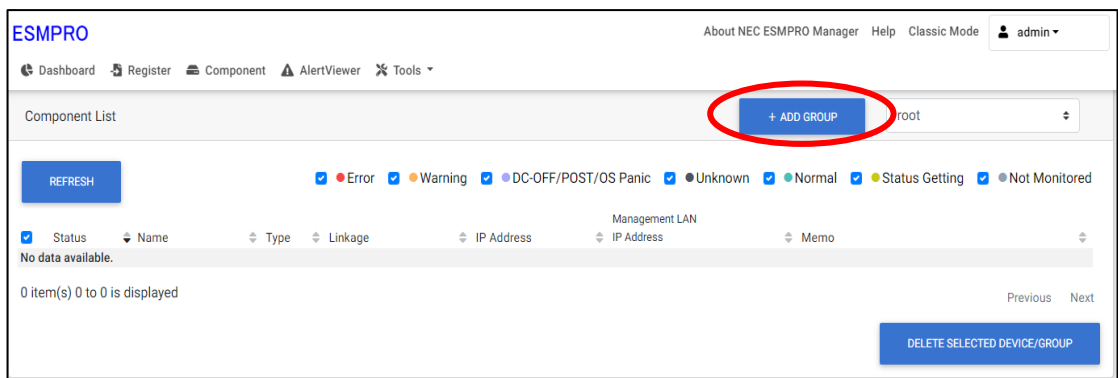 ESMPRO
About NEC ESMPRO Manager Help Classic Mode admin
Dashboard Register Component AlertViewer Tools
Component List
+ ADD GROUP
root
REFRESH
Error Warning DC-OFF/POST/OS Panic Unknown Normal Status Getting Not Monitored
Management LAN
Status Name Type Linkage IP Address IP Address Memo
No data available.
0 item(s) 0 to 0 is displayed
Previous Next
DELETE SELECTED DEVICE/GROUP